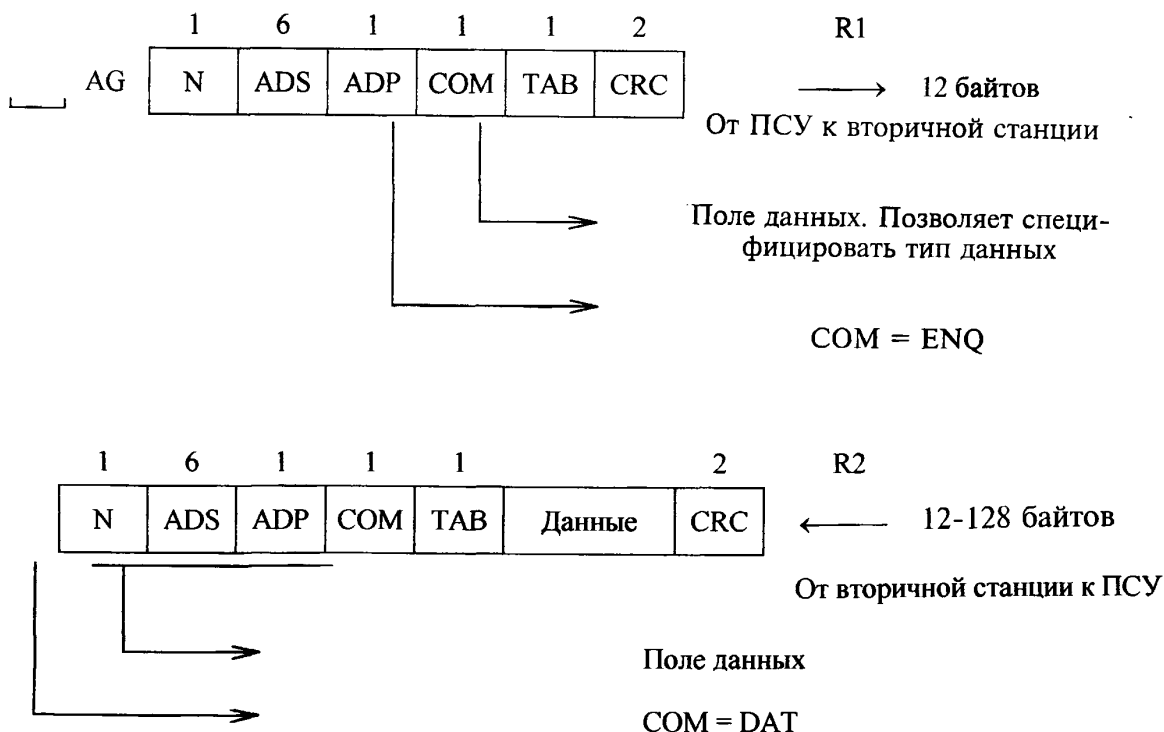 1 6 1 1 1 2 R1
AG N ADS ADP COM TAB CRC 12 байтов
От ПСУ к вторичной станции
Поле данных. Позволяет специ-
фицировать тип данных
COM = ENQ
1 6 1 1 1 2 R2
N ADS ADP COM TAB Данные CRC 12-128 байтов
От вторичной станции к ПСУ
Поле данных
COM = DAT